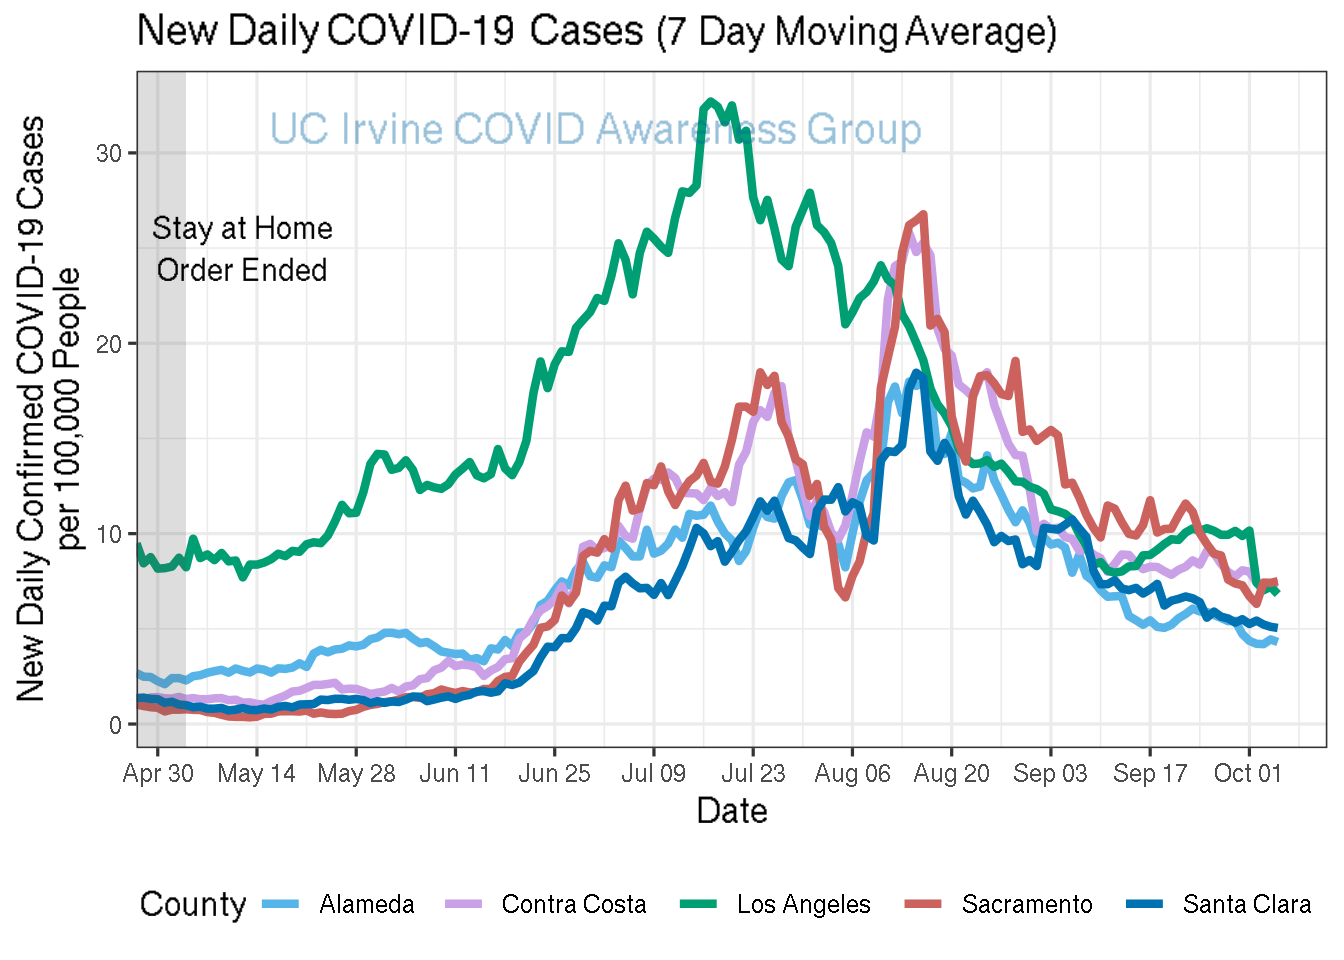 New Daily COVID-19 Cases (7 Day Moving Average)
UC Irvine COVID Awareness Group
New Daily Confirmed COVID-19 Cases
per 100,000 People
30
20
10
0
Stay at Home
Order Ended
Apr 30 May 14 May 28 Jun 11 Jun 25 Jul 09 Jul 23 Aug 06 Aug 20 Sep 03 Sep 17 Oct 01
Date
County Alameda Contra Costa Los Angeles Sacramento Santa Clara